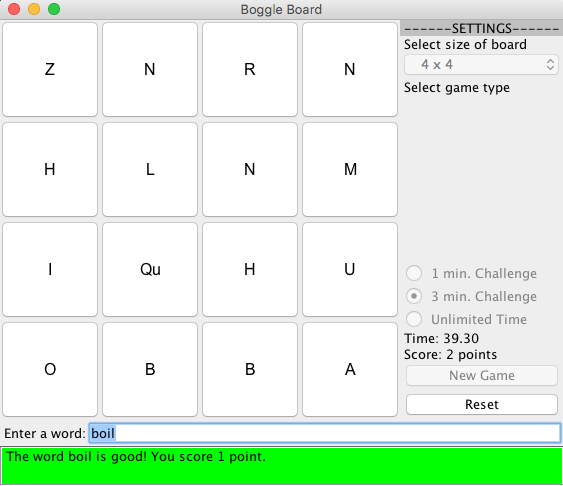 Boggle Board
Z N R N
H L N M
I Qu H U
O B B A
------SETTINGS------
Select size of board
4 x 4
Select game type
1 min. Challenge
3 min. Challenge
Unlimited Time
Time: 39.30
Score: 2 points
New Game
Reset
Enter a word: boil
The word boil is good! You score 1 point.